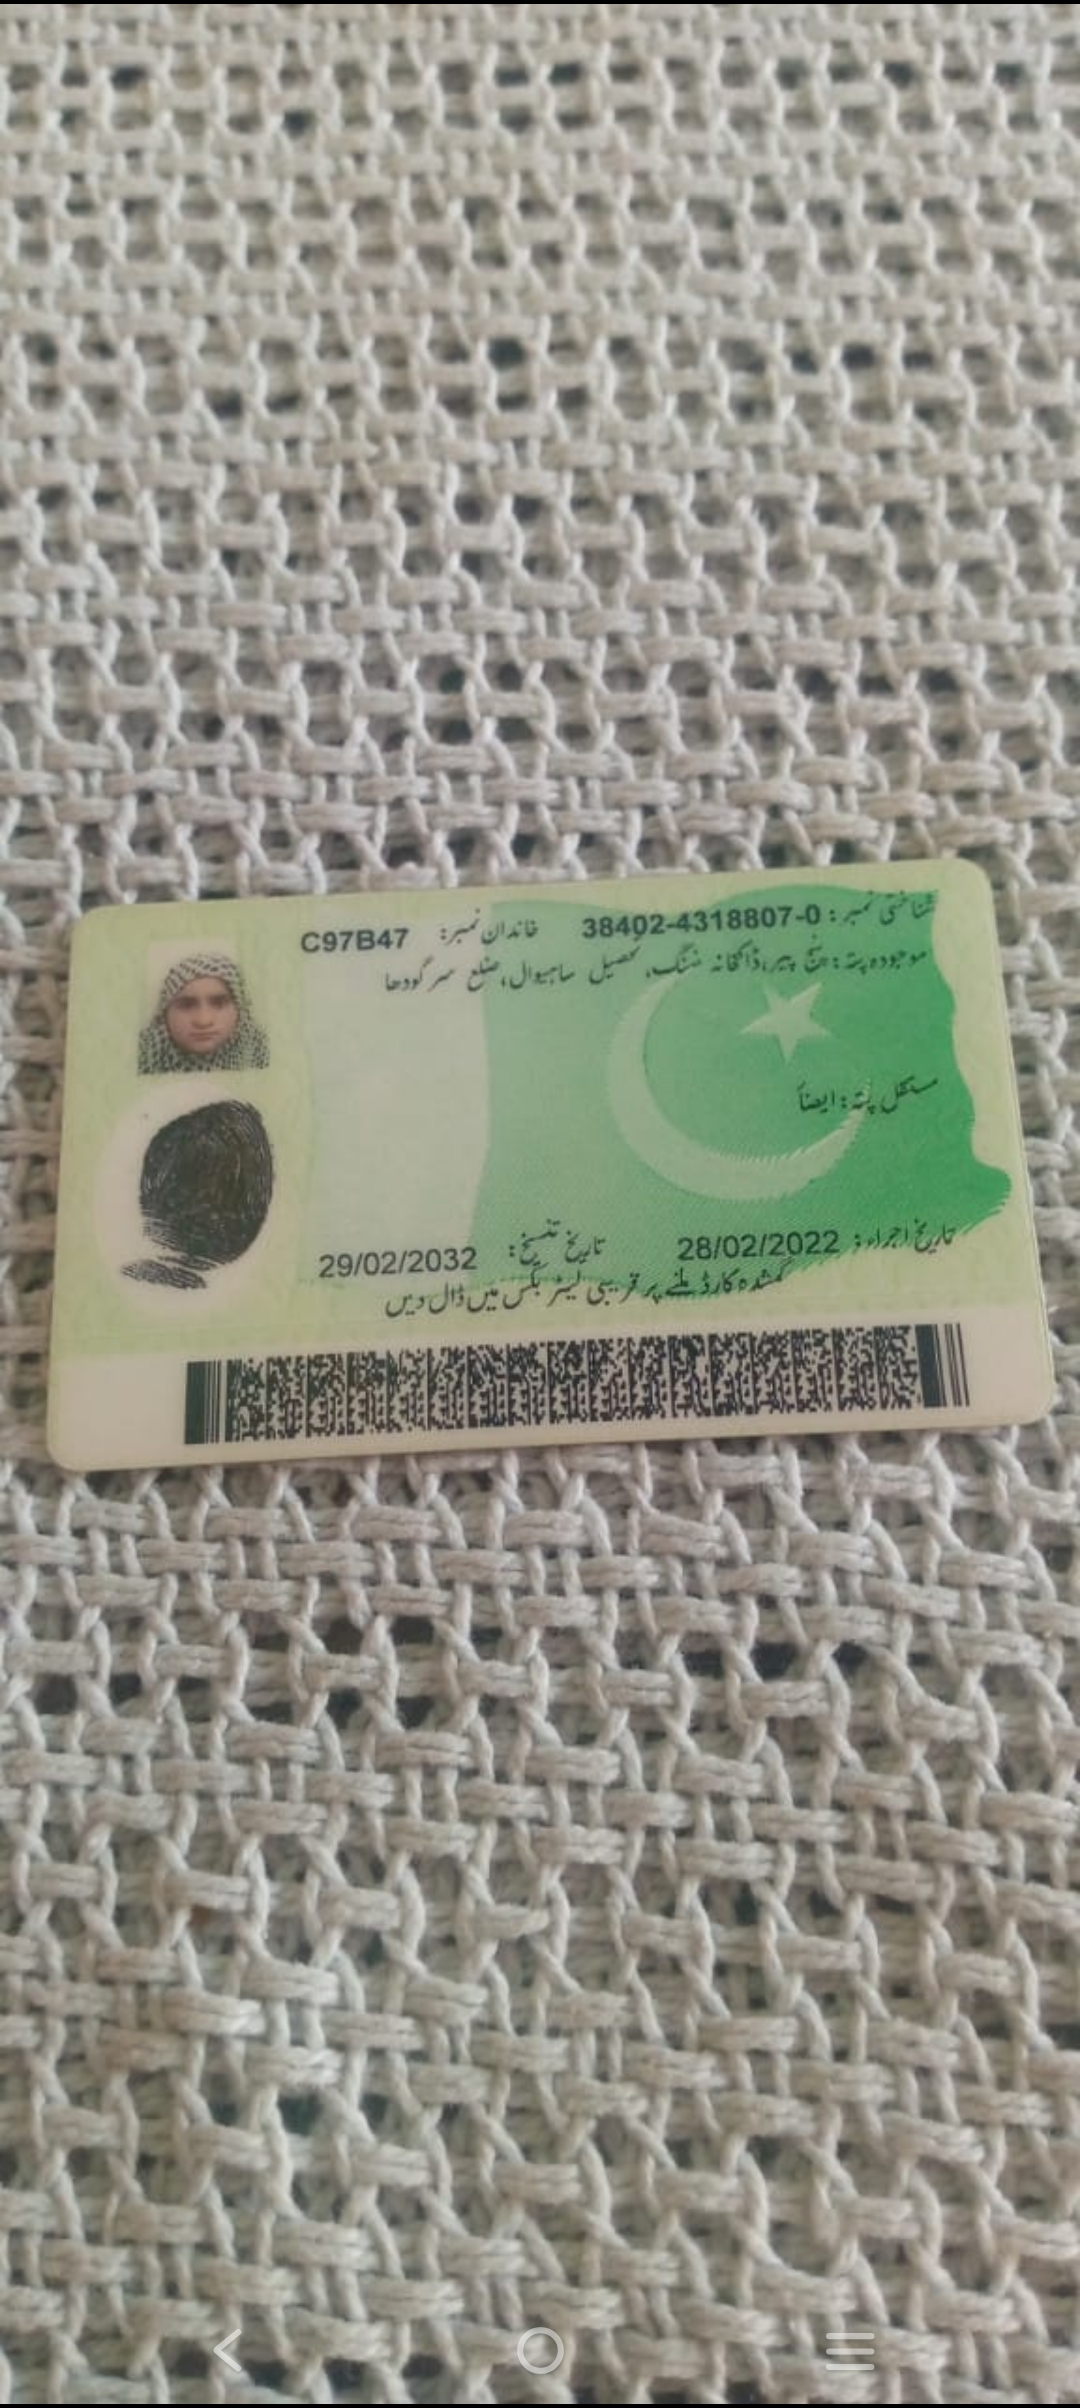 شناختی نمبر: 38402-4318807-0 خاندان نمبر: C97B47
موجودہ پتہ: پنج پیر، ڈاکخانہ ننگ، تحصیل ساہیوال، ضلع سرگودھا
مستقل پتہ: ایضاً
تاریخ اجراء: 28/02/2022 تاریخ تنسیخ: 29/02/2032
گمشدہ کارڈ ملنے پر قریبی لیٹر بکس میں ڈال دیں